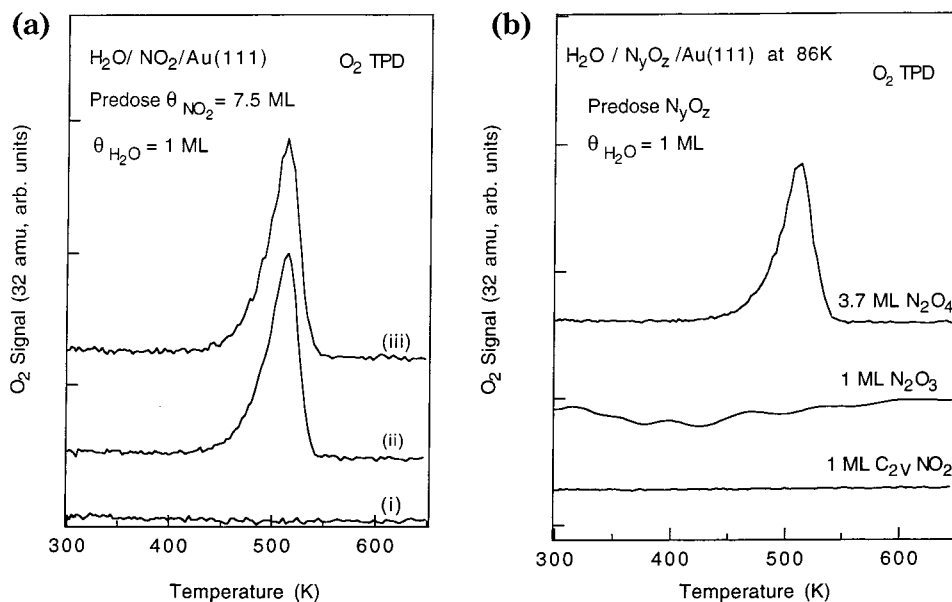 (a)
H₂O/ NO₂/Au(111)
O₂ TPD
Predose θ NO₂ = 7.5 ML
θ H₂O = 1 ML
(iii)
(ii)
(i)
O₂ Signal (32 amu, arb. units)
300 400 500 600
Temperature (K)
(b)
H₂O / NyOz /Au(111) at 86K
O₂ TPD
Predose NyOz
θ H₂O = 1 ML
3.7 ML N₂O₄
1 ML N₂O₃
1 ML C₂ᵥ NO₂
O₂ Signal (32 amu, arb. units)
300 400 500 600
Temperature (K)